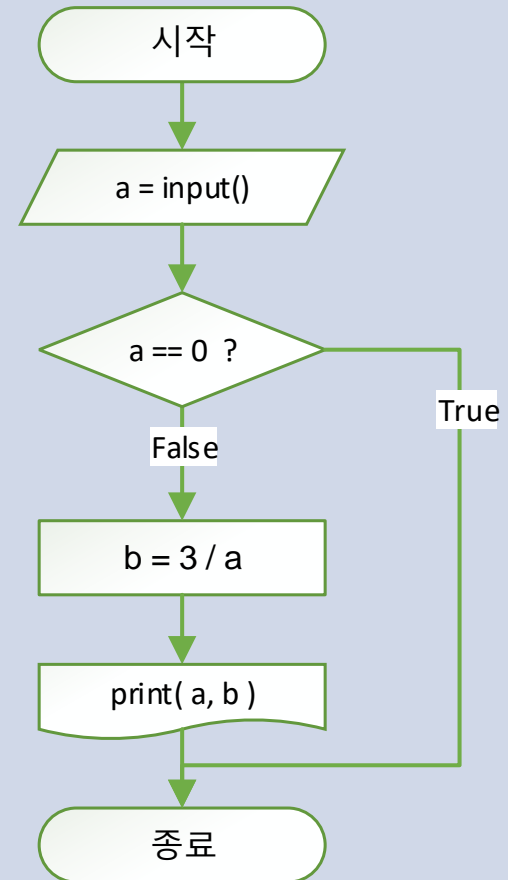 시작
a = input()
a == 0 ?
True
False
b = 3 / a
print( a, b )
종료